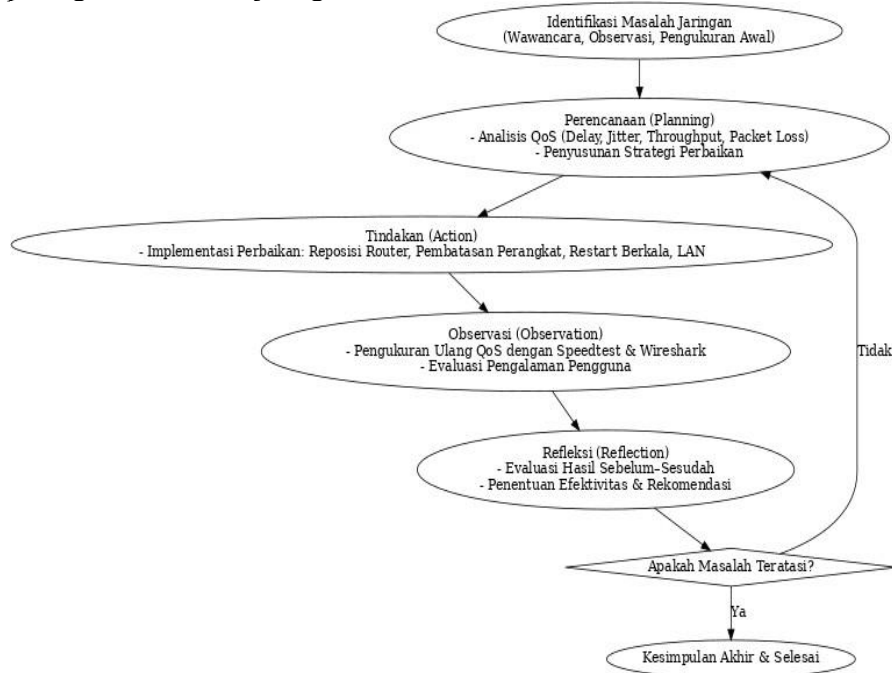 Identifikasi Masalah Jaringan
(Wawancara, Observasi, Pengukuran Awal)
Perencanaan (Planning)
- Analisis QoS (Delay, Jitter, Throughput, Packet Loss)
- Penyusunan Strategi Perbaikan
Tindakan (Action)
- Implementasi Perbaikan: Reposisi Router, Pembatasan Perangkat, Restart Berkala, LAN
Observasi (Observation)
- Pengukuran Ulang QoS dengan Speedtest & Wireshark
- Evaluasi Pengalaman Pengguna
Tidak
Refleksi (Reflection)
- Evaluasi Hasil Sebelum–Sesudah
- Penentuan Efektivitas & Rekomendasi
Apakah Masalah Teratasi?
Ya
Kesimpulan Akhir & Selesai